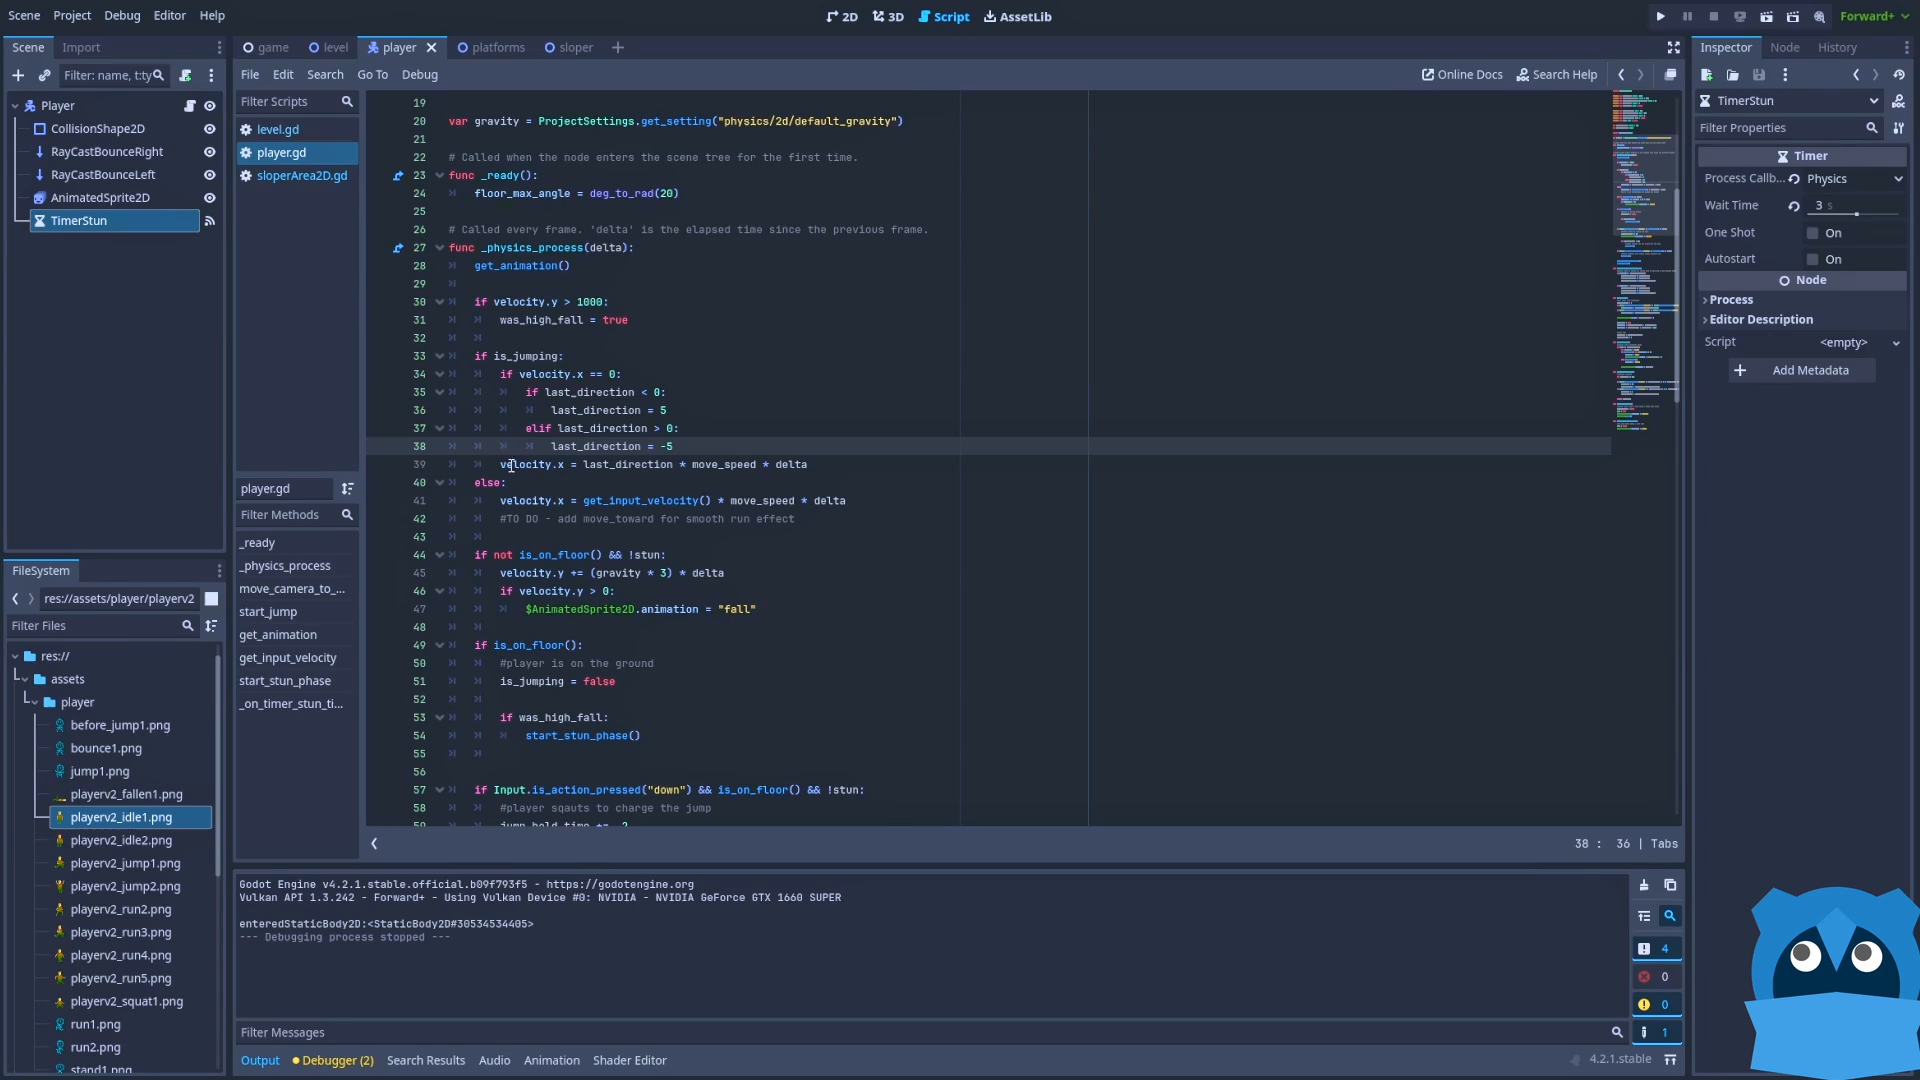 Scene Project Debug Editor Help
2D 3D Script AssetLib
Forward+
Scene Import
Filter: name, t:ty
Player
CollisionShape2D
RayCastBounceRight
RayCastBounceLeft
AnimatedSprite2D
TimerStun
FileSystem
res://assets/player/playerv2
Filter Files
res://
assets
player
before_jump1.png
bounce1.png
jump1.png
playerv2_fallen1.png
playerv2_idle1.png
playerv2_idle2.png
playerv2_jump1.png
playerv2_jump2.png
playerv2_run2.png
playerv2_run3.png
playerv2_run4.png
playerv2_run5.png
playerv2_squat1.png
run1.png
run2.png
stand1.png
game level player platforms sloper
File Edit Search Go To Debug
Online Docs Search Help
Filter Scripts
level.gd
player.gd
sloperArea2D.gd
player.gd
Filter Methods
_ready
_physics_process
move_camera_to_...
start_jump
get_animation
get_input_velocity
start_stun_phase
_on_timer_stun_ti...
19
20 var gravity = ProjectSettings.get_setting("physics/2d/default_gravity")
21
22 # Called when the node enters the scene tree for the first time.
23 func _ready():
24 floor_max_angle = deg_to_rad(20)
25
26 # Called every frame. 'delta' is the elapsed time since the previous frame.
27 func _physics_process(delta):
28 get_animation()
29
30 if velocity.y > 1000:
31 was_high_fall = true
32
33 if is_jumping:
34 if velocity.x == 0:
35 if last_direction < 0:
36 last_direction = 5
37 elif last_direction > 0:
38 last_direction = -5
39 velocity.x = last_direction * move_speed * delta
40 else:
41 velocity.x = get_input_velocity() * move_speed * delta
42 #TO DO - add move_toward for smooth run effect
43
44 if not is_on_floor() && !stun:
45 velocity.y += (gravity * 3) * delta
46 if velocity.y > 0:
47 $AnimatedSprite2D.animation = "fall"
48
49 if is_on_floor():
50 #player is on the ground
51 is_jumping = false
52
53 if was_high_fall:
54 start_stun_phase()
55
56
57 if Input.is_action_pressed("down") && is_on_floor() && !stun:
58 #player sqauts to charge the jump
59 jump_hold_time += 2
38 : 36 | Tabs
Godot Engine v4.2.1.stable.official.b09f793f5 - https://godotengine.org
Vulkan API 1.3.242 - Forward+ - Using Vulkan Device #0: NVIDIA - NVIDIA GeForce GTX 1660 SUPER
enteredStaticBody2D:<StaticBody2D#30534534405>
--- Debugging process stopped ---
4
0
0
1
Filter Messages
Output Debugger (2) Search Results Audio Animation Shader Editor
4.2.1.stable
Inspector Node History
TimerStun
Filter Properties
Timer
Process Callb... Physics
Wait Time 3 s
One Shot On
Autostart On
Node
Process
Editor Description
Script <empty>
Add Metadata